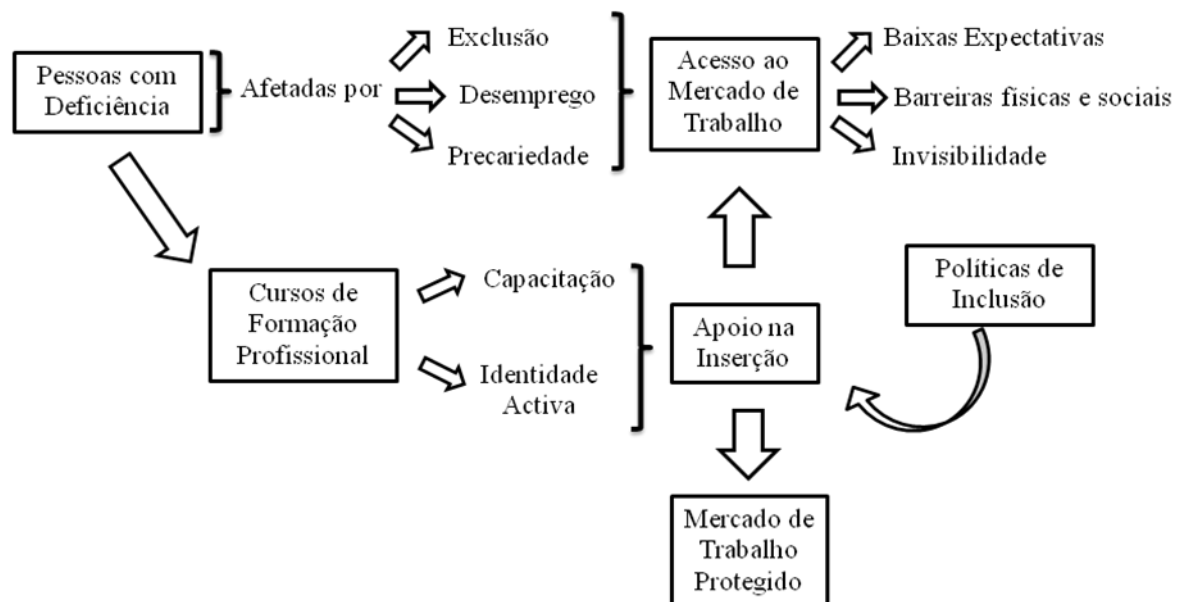 Pessoas com
Deficiência
Afetadas por
Exclusão
Desemprego
Precariedade
Acesso ao
Mercado de
Trabalho
Baixas Expectativas
Barreiras físicas e sociais
Invisibilidade
Cursos de
Formação
Profissional
Capacitação
Identidade
Activa
Apoio na
Inserção
Políticas de
Inclusão
Mercado de
Trabalho
Protegido